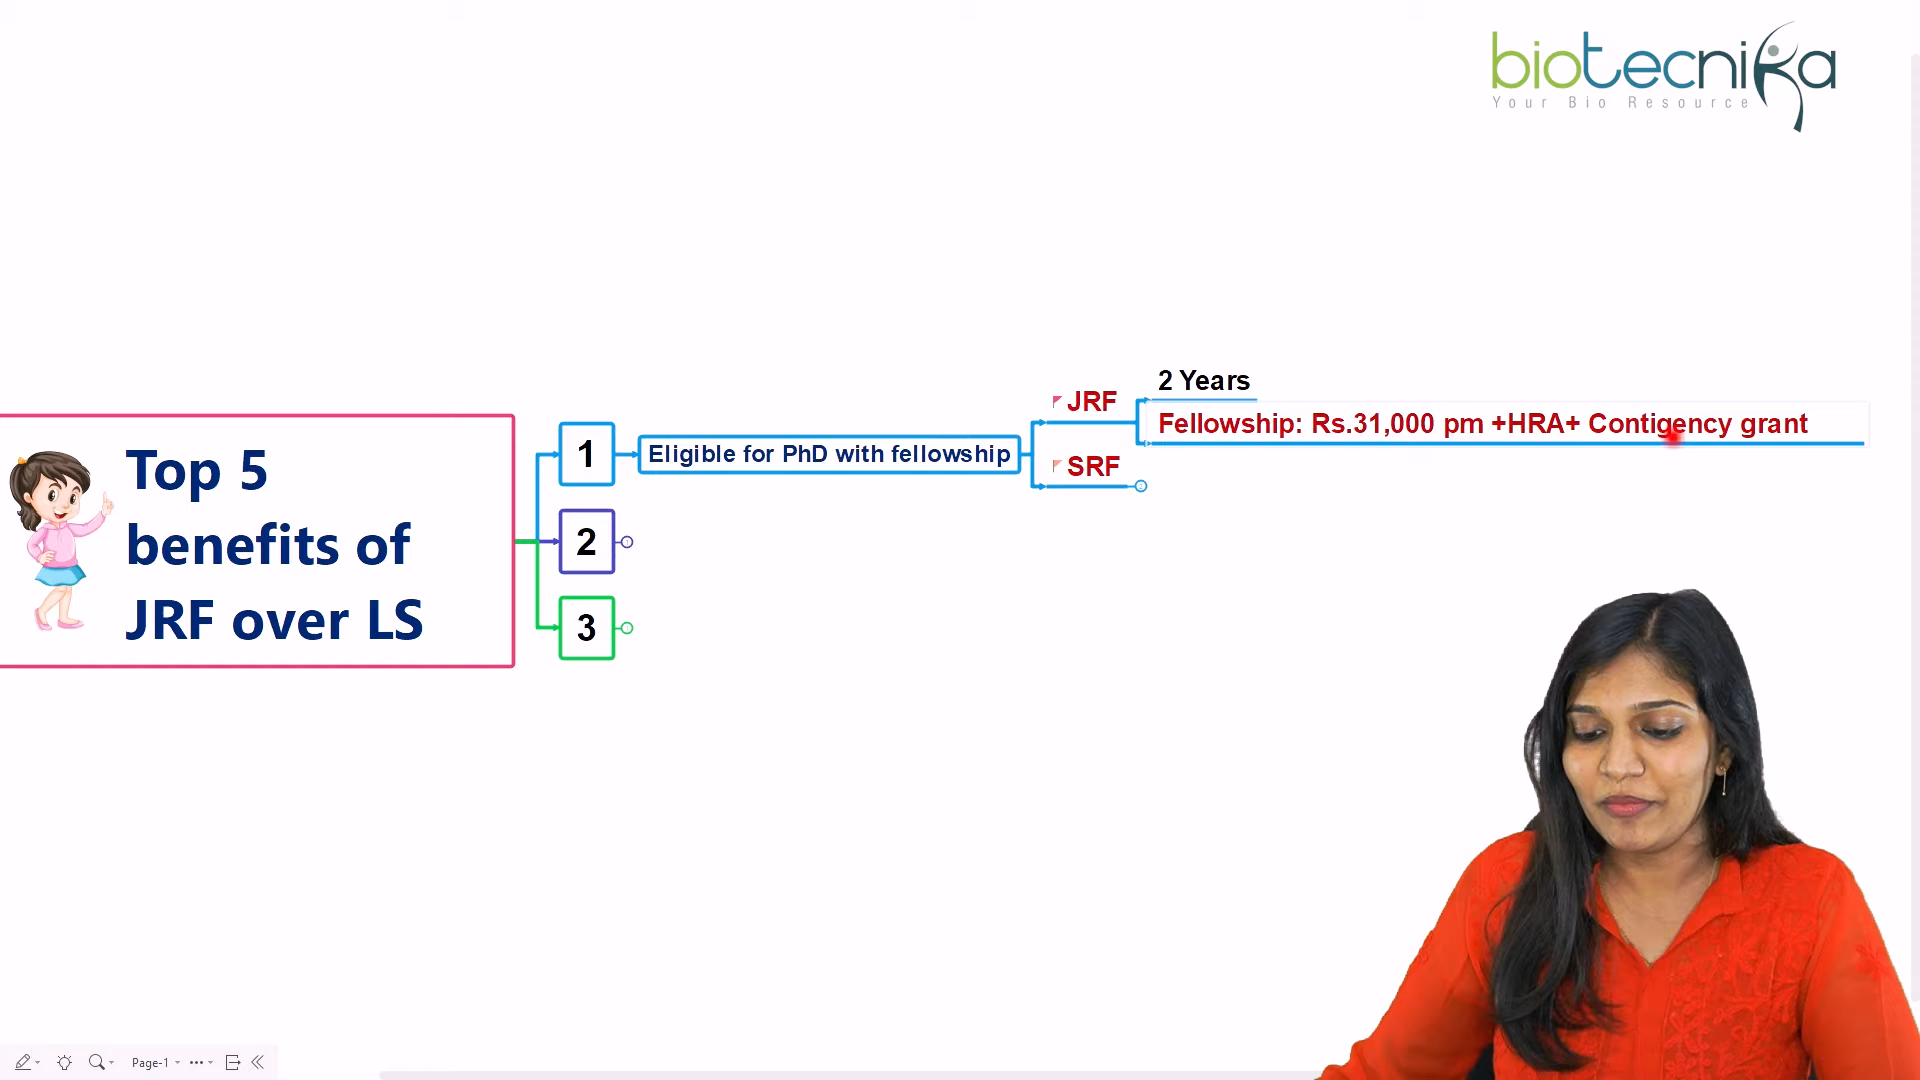 biotecnika
Your Bio Resource
Top 5
benefits of
JRF over LS
1
Eligible for PhD with fellowship
JRF
2 Years
Fellowship: Rs.31,000 pm +HRA+ Contigency grant
SRF
2
3
Page-1